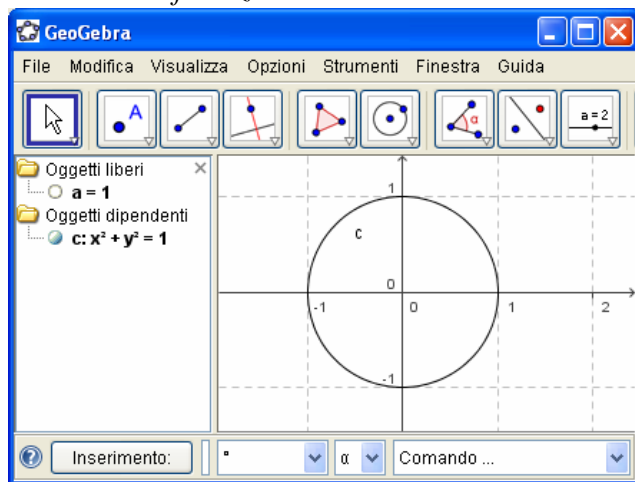 GeoGebra
File Modifica Visualizza Opzioni Strumenti Finestra Guida
A
α
a = 2
Oggetti liberi
a = 1
Oggetti dipendenti
c: x² + y² = 1
1
c
0
-1 0 1 2
-1
Inserimento: ° α Comando ...